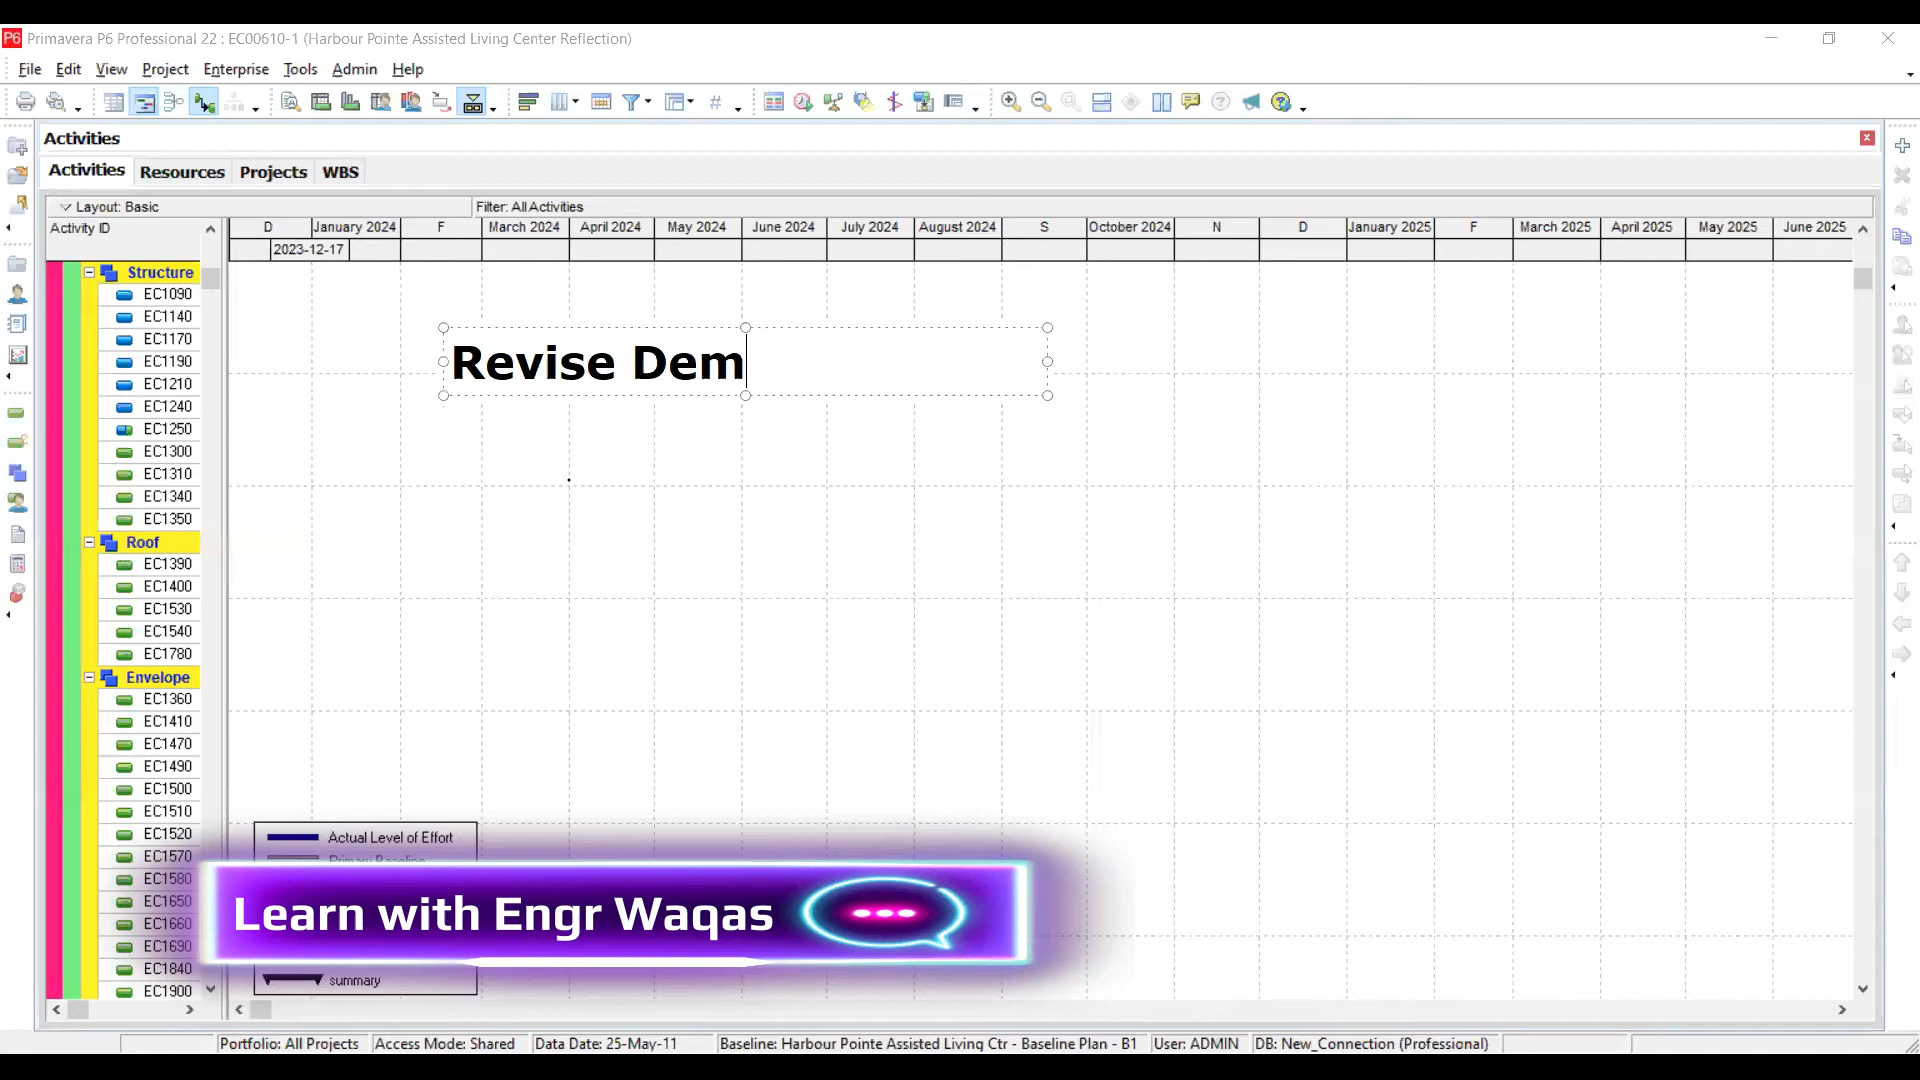 P6 Primavera P6 Professional 22 : EC00610-1 (Harbour Pointe Assisted Living Center Reflection)
File Edit View Project Enterprise Tools Admin Help
Activities
Activities Resources Projects WBS
Layout: Basic Filter: All Activities
Activity ID D January 2024 F March 2024 April 2024 May 2024 June 2024 July 2024 August 2024 S October 2024 N D January 2025 F March 2025 April 2025 May 2025 June 2025
2023-12-17
Structure
EC1090
EC1140
EC1170
EC1190
EC1210
EC1240
EC1250
EC1300
EC1310
EC1340
EC1350
Roof
EC1390
EC1400
EC1530
EC1540
EC1780
Envelope
EC1360
EC1410
EC1470
EC1490
EC1500
EC1510
EC1520
EC1570
EC1580
EC1650
EC1660
EC1690
EC1840
EC1900
Revise Dem
Actual Level of Effort
Primary Baseline
Learn with Engr Waqas
summary
Portfolio: All Projects Access Mode: Shared Data Date: 25-May-11 Baseline: Harbour Pointe Assisted Living Ctr - Baseline Plan - B1 User: ADMIN DB: New_Connection (Professional)